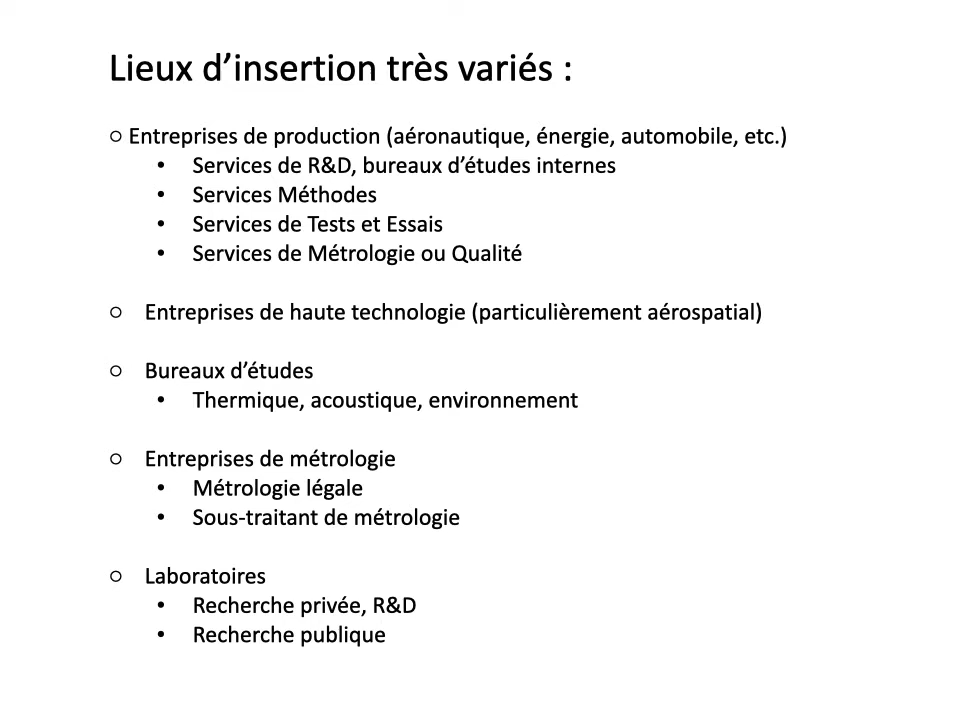 Lieux d’insertion très variés :
○ Entreprises de production (aéronautique, énergie, automobile, etc.)
• Services de R&D, bureaux d’études internes
• Services Méthodes
• Services de Tests et Essais
• Services de Métrologie ou Qualité
○ Entreprises de haute technologie (particulièrement aérospatial)
○ Bureaux d’études
• Thermique, acoustique, environnement
○ Entreprises de métrologie
• Métrologie légale
• Sous-traitant de métrologie
○ Laboratoires
• Recherche privée, R&D
• Recherche publique